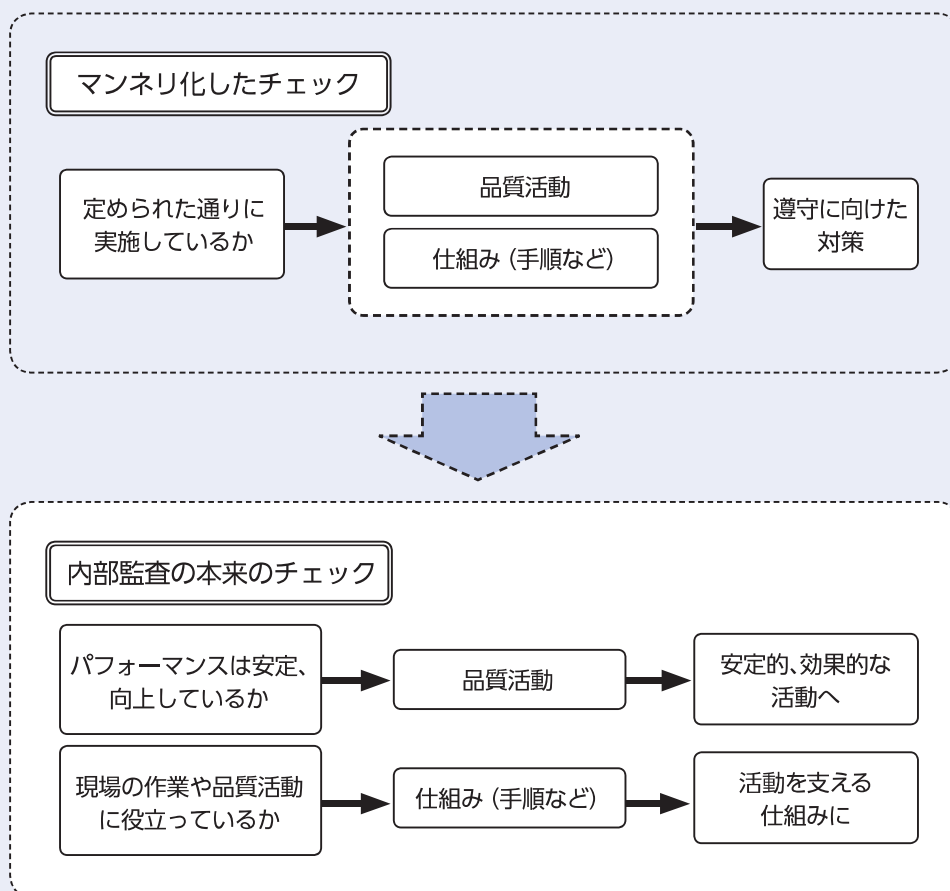 マンネリ化したチェック
定められた通りに
実施しているか
品質活動
仕組み（手順など）
遵守に向けた
対策
内部監査の本来のチェック
パフォーマンスは安定、
向上しているか
品質活動
安定的、効果的な
活動へ
現場の作業や品質活動
に役立っているか
仕組み（手順など）
活動を支える
仕組みに